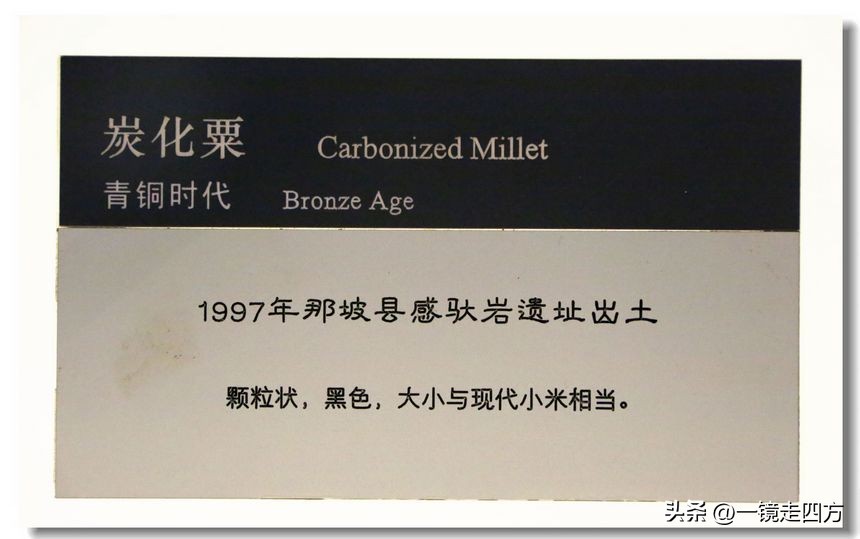 炭化粟 Carbonized Millet
青铜时代 Bronze Age
1997年那坡县感驮岩遗址出土
颗粒状，黑色，大小与现代小米相当。
头条 @一镜走四方